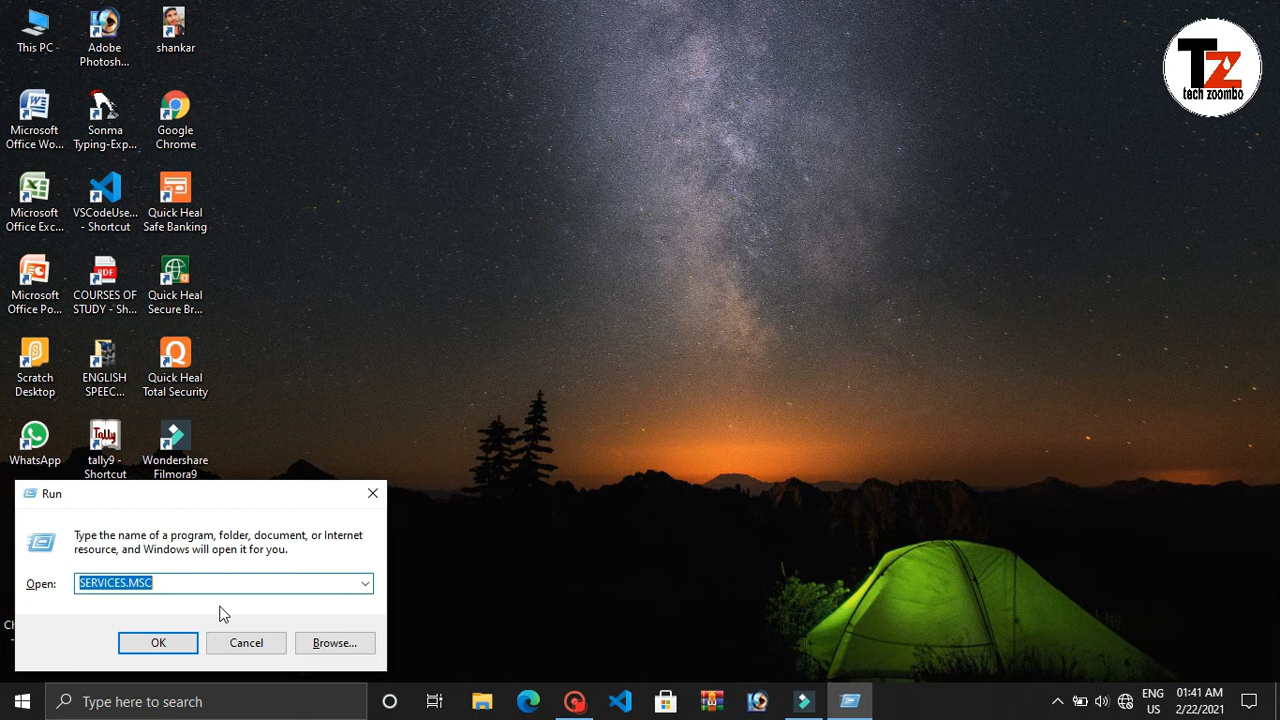 This PC
Adobe
Photosh...
shankar
Microsoft
Office Wo...
Sonma
Typing-Exp...
Google
Chrome
Microsoft
Office Exc...
VSCodeUse...
- Shortcut
Quick Heal
Safe Banking
Microsoft
Office Po...
PDF
COURSES OF
STUDY - Sh...
Quick Heal
Secure Br...
Scratch
Desktop
ENGLISH
SPEEC...
Quick Heal
Total Security
WhatsApp
Tally
tally9 -
Shortcut
Wondershare
Filmora9
TZ
tech zoombo
Run
Type the name of a program, folder, document, or Internet
resource, and Windows will open it for you.
Open:
SERVICES.MSC
OK
Cancel
Browse...
Type here to search
ENG
US
01:41 AM
2/22/2021